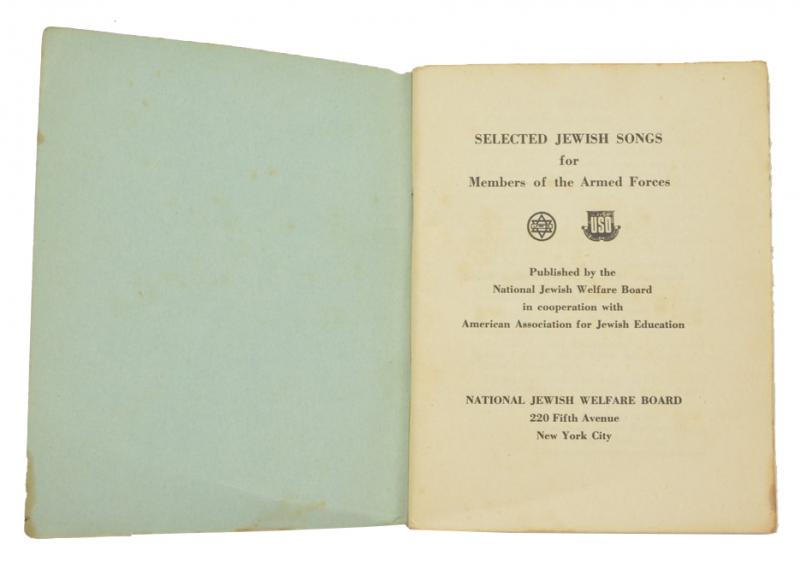 SELECTED JEWISH SONGS
for
Members of the Armed Forces
USO
Published by the
National Jewish Welfare Board
in cooperation with
American Association for Jewish Education
NATIONAL JEWISH WELFARE BOARD
220 Fifth Avenue
New York City